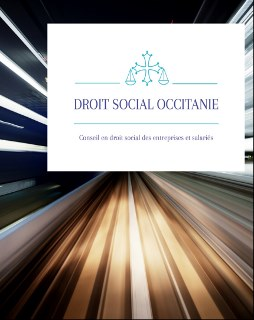 DROIT SOCIAL OCCITANIE
Conseil en droit social des entreprises et salariés